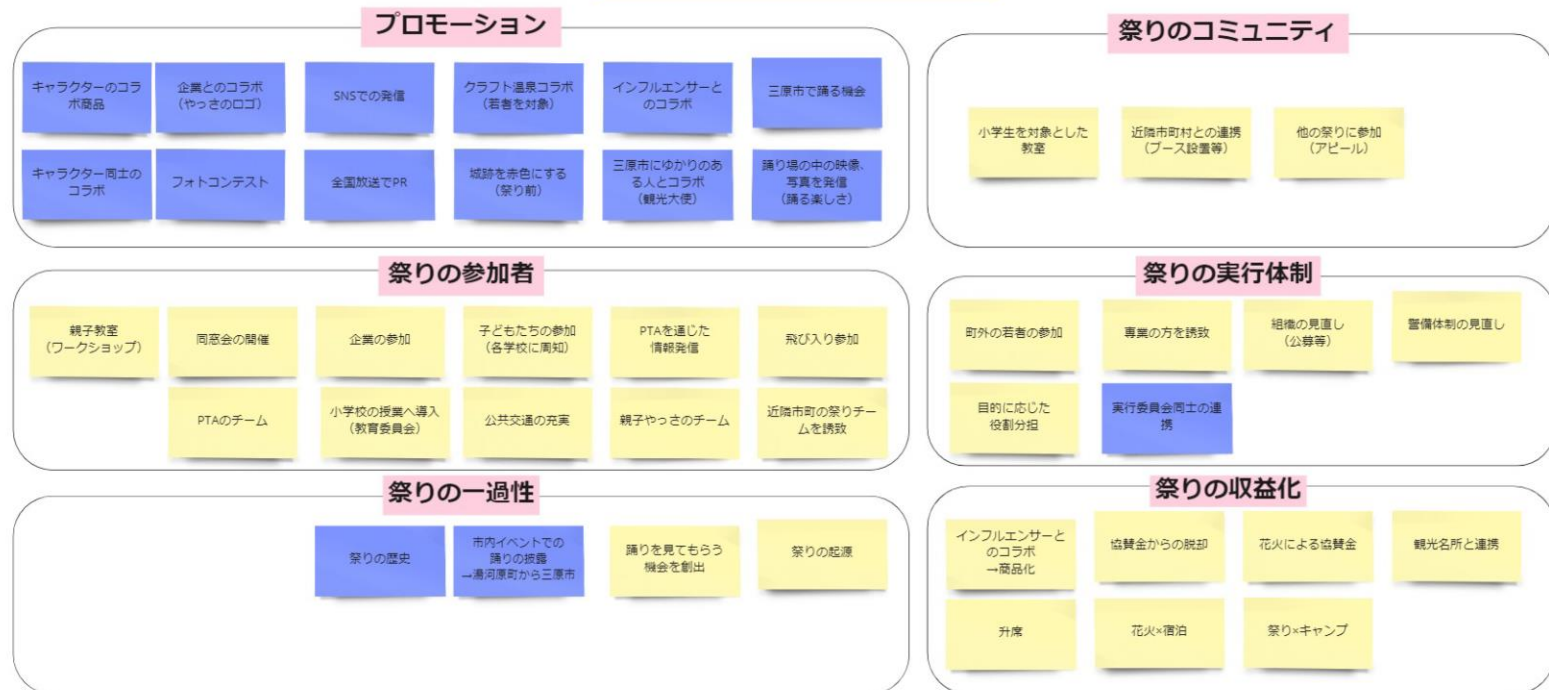 プロモーション
キャラクターのコラ
ボ商品
企業とのコラボ
（やっさのロゴ）
SNSでの発信
クラフト温泉コラボ
（若者を対象）
インフルエンサーと
のコラボ
三原市で踊る機会
キャラクター同士の
コラボ
フォトコンテスト
全国放送でPR
城跡を赤色にする
（祭り前）
三原市にゆかりのあ
る人とコラボ
（観光大使）
踊り場の中の映像、
写真を発信
（踊る楽しさ）
祭りのコミュニティ
小学生を対象とした
教室
近隣市町村との連携
（ブース設置等）
他の祭りに参加
（アピール）
祭りの参加者
親子教室
（ワークショップ）
同窓会の開催
企業の参加
子どもたちの参加
（各学校に周知）
PTAを通じた
情報発信
飛び入り参加
PTAのチーム
小学校の授業へ導入
（教育委員会）
公共交通の充実
親子やっさのチーム
近隣市町の祭りチー
ムを誘致
祭りの実行体制
町外の若者の参加
専業の方を誘致
組織の見直し
（公募等）
警備体制の見直し
目的に応じた
役割分担
実行委員会同士の連
携
祭りの一過性
祭りの歴史
市内イベントでの
踊りの披露
→湯河原町から三原市
踊りを見てもらう
機会を創出
祭りの起源
祭りの収益化
インフルエンサーと
のコラボ
→商品化
協賛金からの脱却
花火による協賛金
観光名所と連携
升席
花火×宿泊
祭り×キャンプ